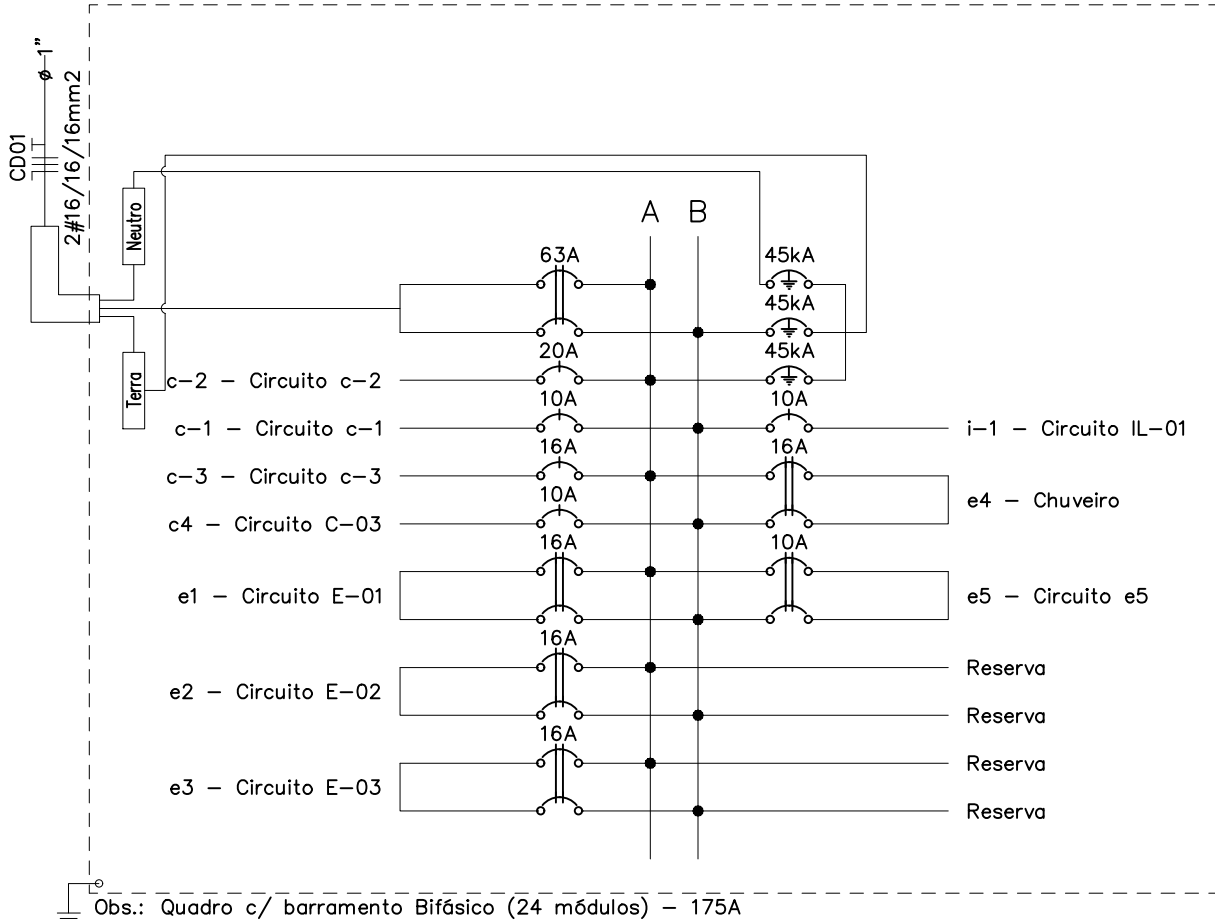 ø 1"
CD01
2#16/16/16mm2
Neutro
Terra
A B
63A 45kA
45kA
20A 45kA
c-2 - Circuito c-2
10A 10A
c-1 - Circuito c-1 i-1 - Circuito IL-01
16A 16A
c-3 - Circuito c-3
e4 - Chuveiro
10A
c4 - Circuito C-03
16A 10A
e1 - Circuito E-01 e5 - Circuito e5
16A
Reserva
e2 - Circuito E-02
Reserva
16A
Reserva
e3 - Circuito E-03
Reserva
Obs.: Quadro c/ barramento Bifásico (24 módulos) - 175A